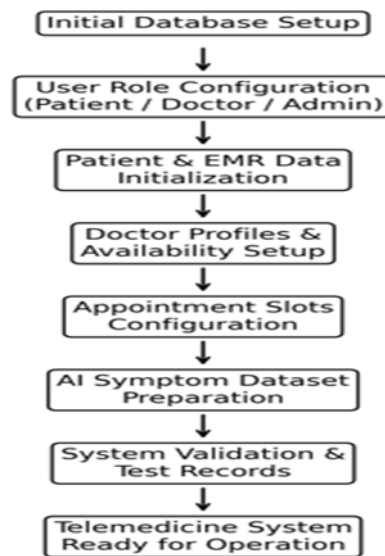 Initial Database Setup
User Role Configuration
(Patient / Doctor / Admin)
Patient & EMR Data
Initialization
Doctor Profiles &
Availability Setup
Appointment Slots
Configuration
AI Symptom Dataset
Preparation
System Validation &
Test Records
Telemedicine System
Ready for Operation